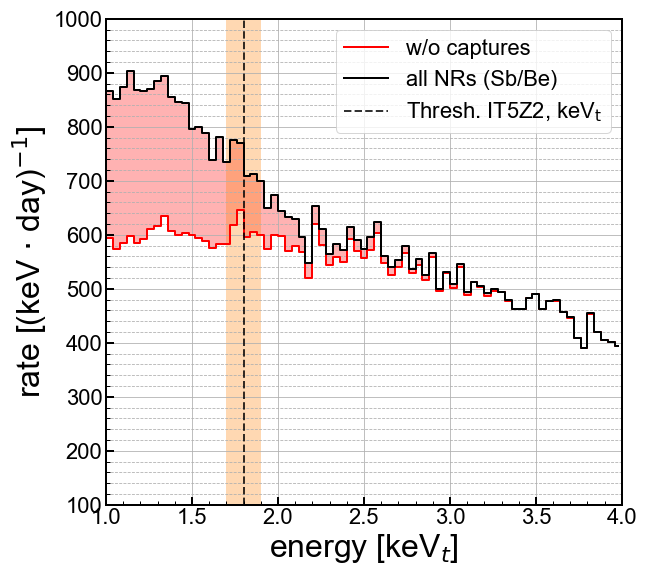 1000
900
800
700
600
500
400
300
200
100
rate [(keV · day)⁻¹]
w/o captures
all NRs (Sb/Be)
Thresh. IT5Z2, keVₜ
1.0 1.5 2.0 2.5 3.0 3.5 4.0
energy [keVₜ]